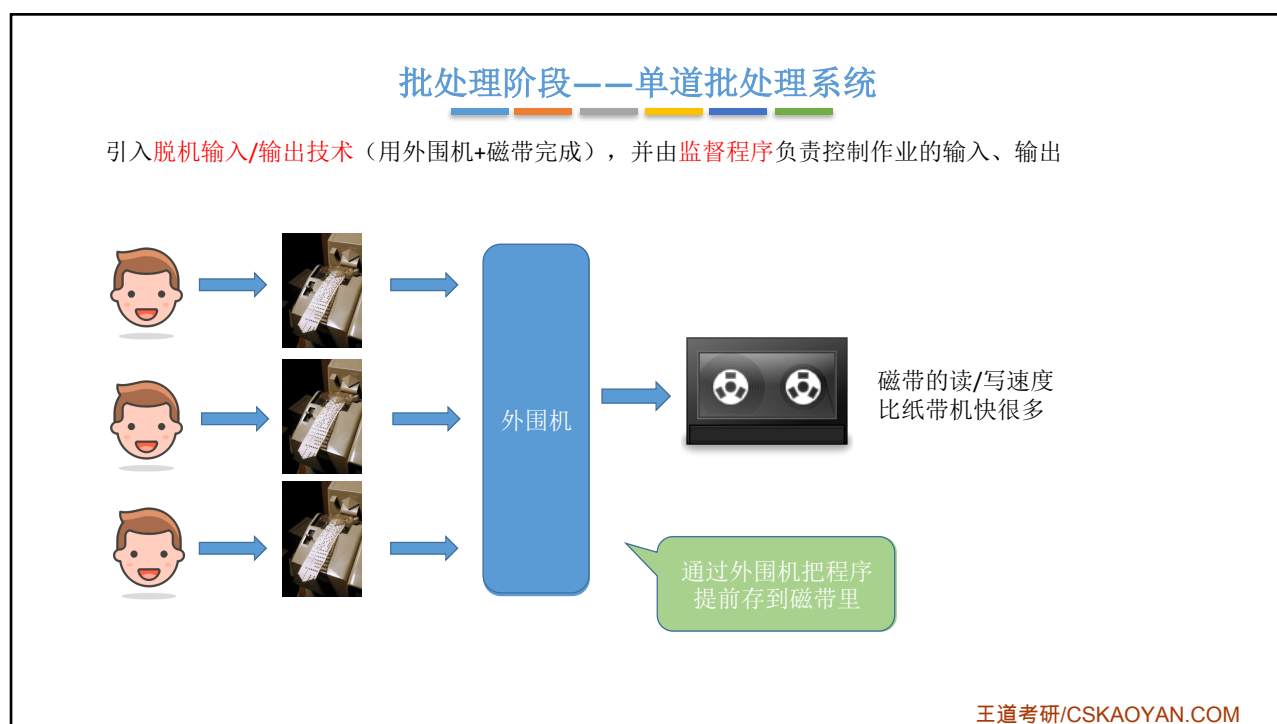 批处理阶段——单道批处理系统
引入脱机输入/输出技术（用外围机+磁带完成），并由监督程序负责控制作业的输入、输出
外围机
磁带的读/写速度
比纸带机快很多
通过外围机把程序
提前存到磁带里
王道考研/CSKAOYAN.COM